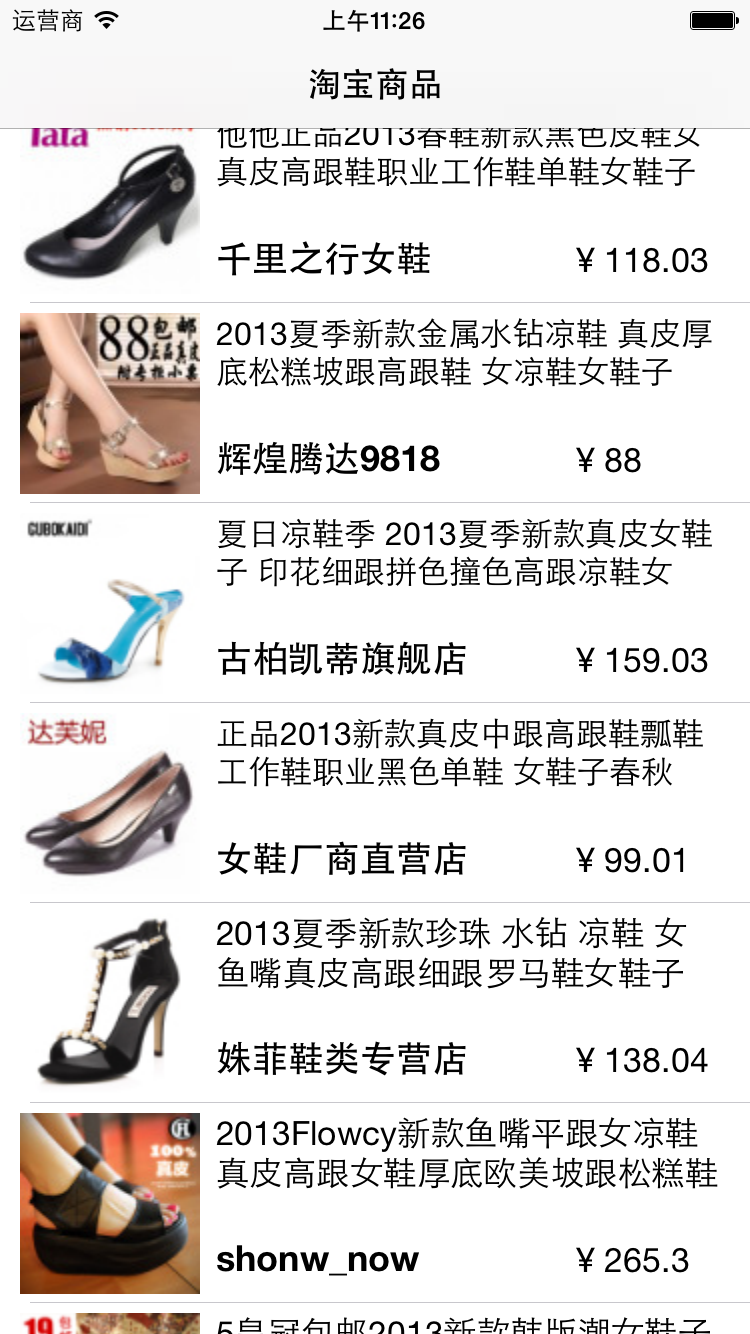 运营商 上午11:26
淘宝商品
tata
他他正品2013春鞋新款黑色皮鞋女
真皮高跟鞋职业工作鞋单鞋女鞋子
千里之行女鞋 ¥ 118.03
88包邮
正品真皮
附专柜小票
2013夏季新款金属水钻凉鞋 真皮厚
底松糕坡跟高跟鞋 女凉鞋女鞋子
辉煌腾达9818 ¥ 88
GUBOKAIDI
夏日凉鞋季 2013夏季新款真皮女鞋
子 印花细跟拼色撞色高跟凉鞋女
古柏凯蒂旗舰店 ¥ 159.03
达芙妮
正品2013新款真皮中跟高跟鞋瓢鞋
工作鞋职业黑色单鞋 女鞋子春秋
女鞋厂商直营店 ¥ 99.01
2013夏季新款珍珠 水钻 凉鞋 女
鱼嘴真皮高跟细跟罗马鞋女鞋子
姝菲鞋类专营店 ¥ 138.04
100%
真皮
2013Flowcy新款鱼嘴平跟女凉鞋
真皮高跟女鞋厚底欧美坡跟松糕鞋
shonw_now ¥ 265.3
19包
5皇冠包邮2013新款韩版潮女鞋子